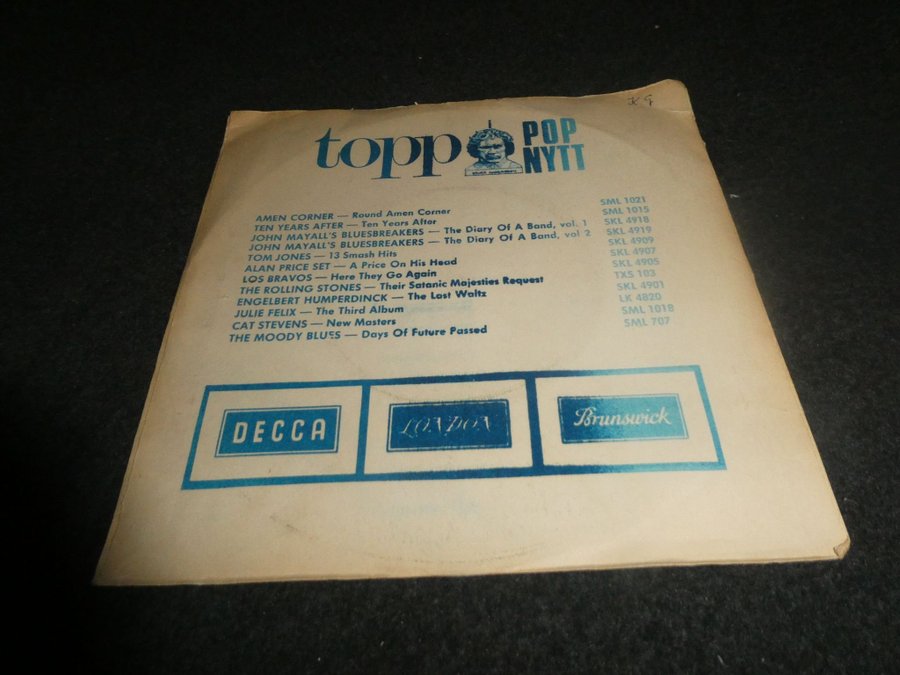 topp POP
NYTT
AMEN CORNER — Round Amen Corner SML 1021
TEN YEARS AFTER — Ten Years After SML 1015
JOHN MAYALL'S BLUESBREAKERS — The Diary Of A Band, vol. 1 SKL 4918
JOHN MAYALL'S BLUESBREAKERS — The Diary Of A Band, vol 2 SKL 4919
TOM JONES — 13 Smash Hits SKL 4909
ALAN PRICE SET — A Price On His Head SKL 4907
LOS BRAVOS — Here They Go Again SKL 4905
THE ROLLING STONES — Their Satanic Majesties Request TXS 103
ENGELBERT HUMPERDINCK — The Last Waltz SKL 4901
JULIE FELIX — The Third Album LK 4820
CAT STEVENS — New Masters SML 1018
THE MOODY BLUES — Days Of Future Passed SML 707
DECCA LONDON Brunswick